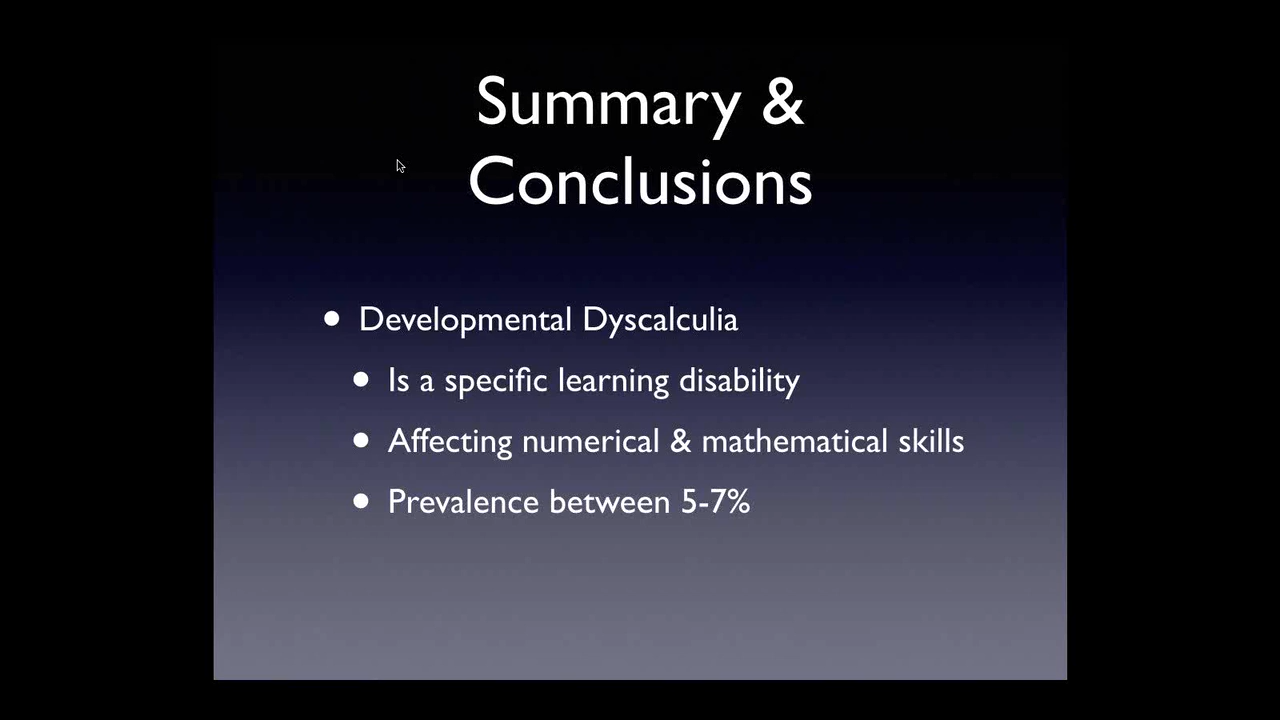 Summary &
Conclusions
• Developmental Dyscalculia
• Is a specific learning disability
• Affecting numerical & mathematical skills
• Prevalence between 5-7%